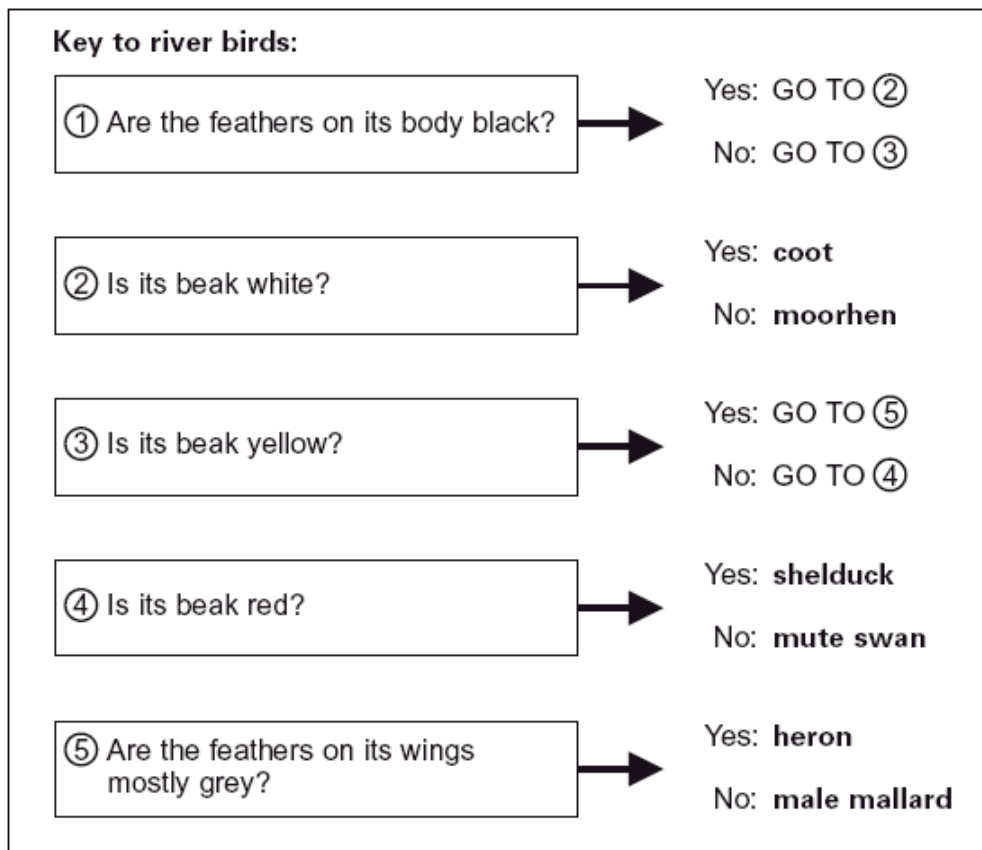 Key to river birds:
① Are the feathers on its body black?
Yes: GO TO ②
No: GO TO ③
② Is its beak white?
Yes: coot
No: moorhen
③ Is its beak yellow?
Yes: GO TO ⑤
No: GO TO ④
④ Is its beak red?
Yes: shelduck
No: mute swan
⑤ Are the feathers on its wings
mostly grey?
Yes: heron
No: male mallard